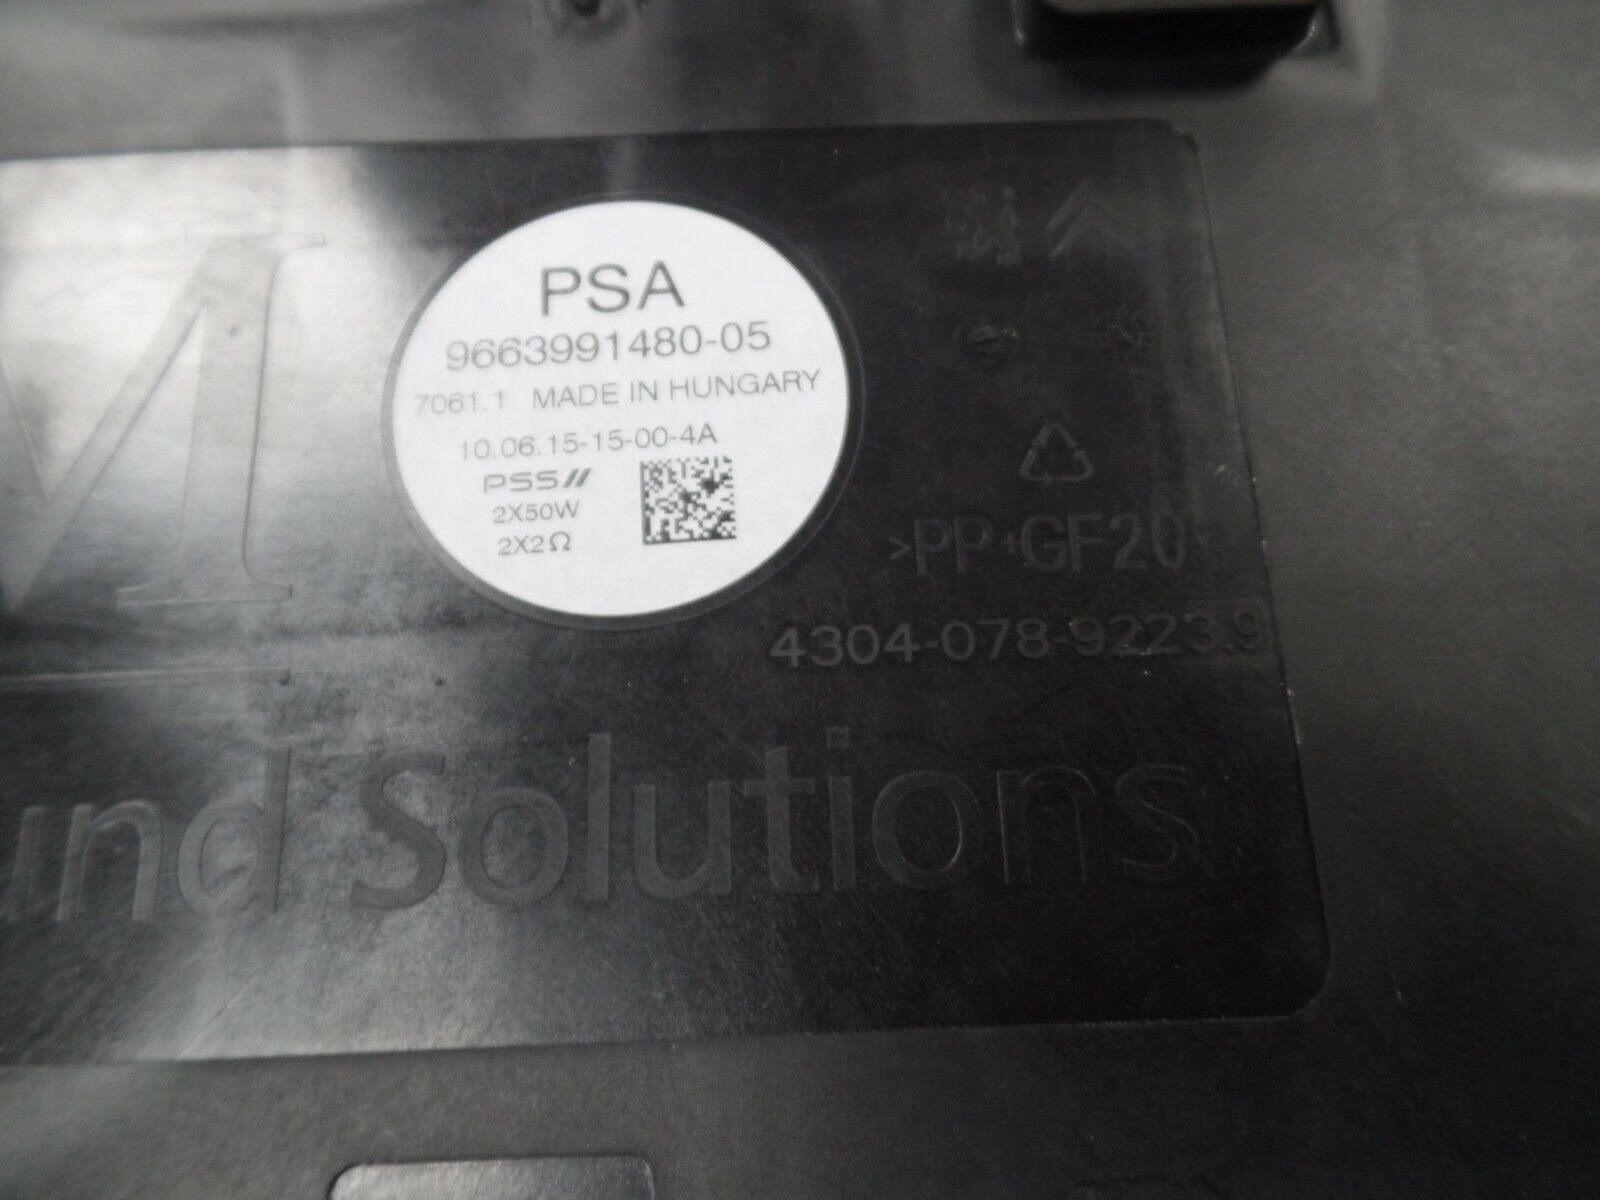 PSA
9663991480-05
7061.1 MADE IN HUNGARY
10.06.15-15-00-4A
PSS
2X50W
2X2Ω
>PP+GF20<
4304-078-9223.9
M
und Solutions